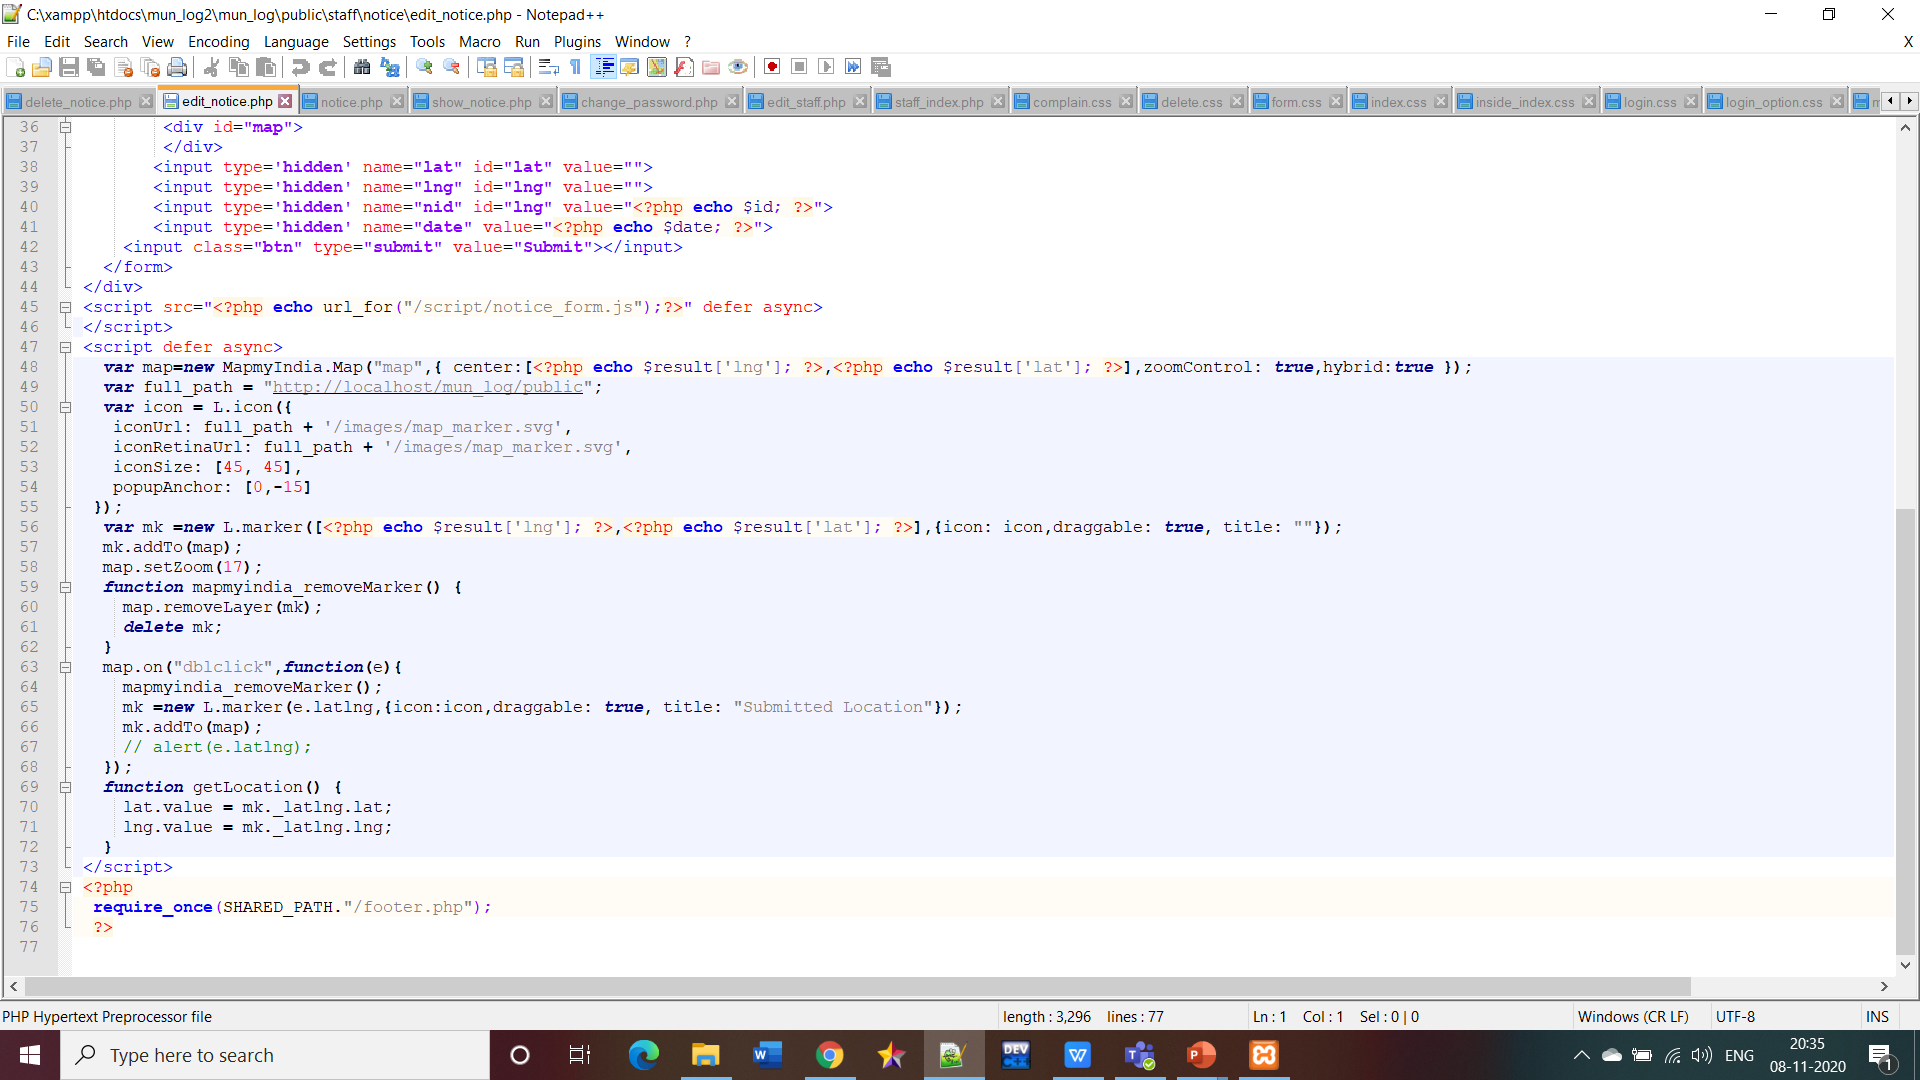 C:\xampp\htdocs\mun_log2\mun_log\public\staff\notice\edit_notice.php - Notepad++
File Edit Search View Encoding Language Settings Tools Macro Run Plugins Window ? X
delete_notice.php edit_notice.php notice.php show_notice.php change_password.php edit_staff.php staff_index.php complain.css delete.css form.css index.css inside_index.css login.css login_option.css
36 <div id="map">
37 </div>
38 <input type='hidden' name="lat" id="lat" value="">
39 <input type='hidden' name="lng" id="lng" value="">
40 <input type='hidden' name="nid" id="lng" value="<?php echo $id; ?>">
41 <input type='hidden' name="date" value="<?php echo $date; ?>">
42 <input class="btn" type="submit" value="Submit"></input>
43 </form>
44 </div>
45 <script src="<?php echo url_for("/script/notice_form.js");?>" defer async>
46 </script>
47 <script defer async>
48 var map=new MapmyIndia.Map("map",{ center:[<?php echo $result['lng']; ?>,<?php echo $result['lat']; ?>],zoomControl: true,hybrid:true });
49 var full_path = "http://localhost/mun_log/public";
50 var icon = L.icon({
51 iconUrl: full_path + '/images/map_marker.svg',
52 iconRetinaUrl: full_path + '/images/map_marker.svg',
53 iconSize: [45, 45],
54 popupAnchor: [0,-15]
55 });
56 var mk =new L.marker([<?php echo $result['lng']; ?>,<?php echo $result['lat']; ?>],{icon: icon,draggable: true, title: ""});
57 mk.addTo(map);
58 map.setZoom(17);
59 function mapmyindia_removeMarker() {
60 map.removeLayer(mk);
61 delete mk;
62 }
63 map.on("dblclick",function(e){
64 mapmyindia_removeMarker();
65 mk =new L.marker(e.latlng,{icon:icon,draggable: true, title: "Submitted Location"});
66 mk.addTo(map);
67 // alert(e.latlng);
68 });
69 function getLocation() {
70 lat.value = mk._latlng.lat;
71 lng.value = mk._latlng.lng;
72 }
73 </script>
74 <?php
75 require_once(SHARED_PATH."/footer.php");
76 ?>
77
PHP Hypertext Preprocessor file length : 3,296 lines : 77 Ln : 1 Col : 1 Sel : 0 | 0 Windows (CR LF) UTF-8 INS
Type here to search DEV C++ ENG 20:35
08-11-2020 1